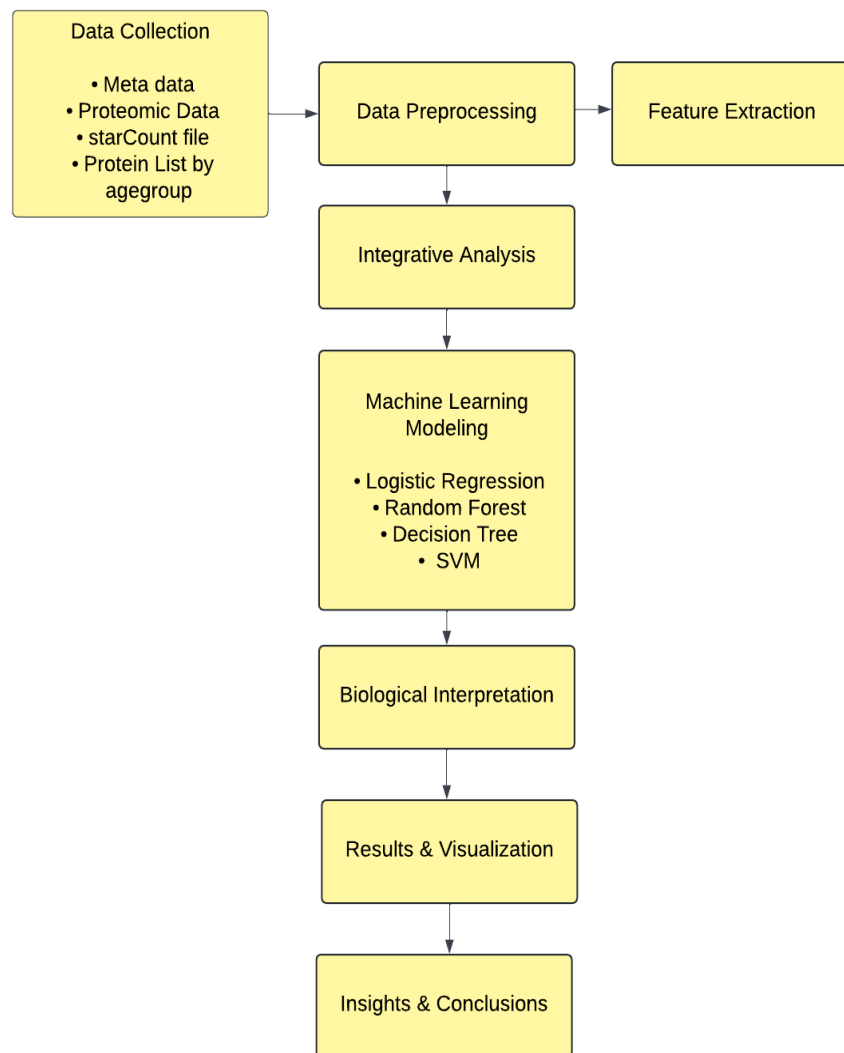 Data Collection
• Meta data
• Proteomic Data
• starCount file
• Protein List by
agegroup
Data Preprocessing
Feature Extraction
Integrative Analysis
Machine Learning
Modeling
• Logistic Regression
• Random Forest
• Decision Tree
• SVM
Biological Interpretation
Results & Visualization
Insights & Conclusions